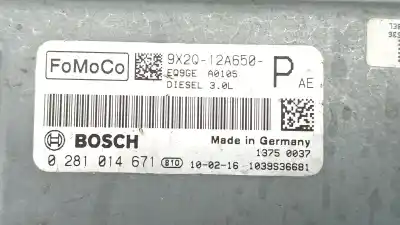 FoMoCo
9X2Q-12A650- P AE
EQ9GE A0105
DIESEL 3.0L
BOSCH
Made in Germany
1375 0037
0 281 014 671 S10 10-02-16 1039S36681